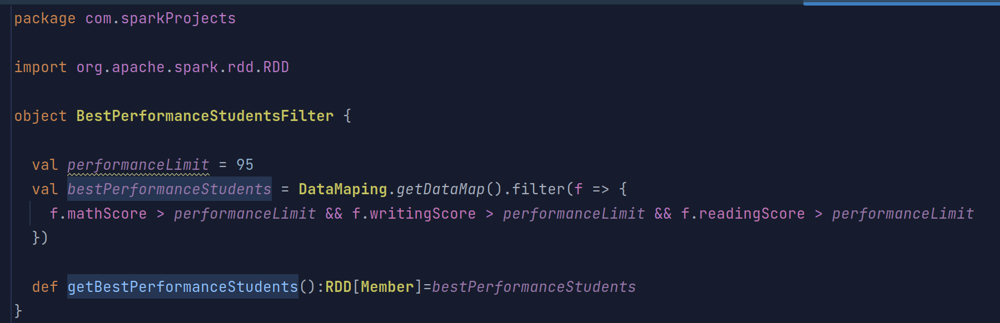 package com.sparkProjects
import org.apache.spark.rdd.RDD
object BestPerformanceStudentsFilter {
val performanceLimit = 95
val bestPerformanceStudents = DataMaping.getDataMap().filter(f => {
f.mathScore > performanceLimit && f.writingScore > performanceLimit && f.readingScore > performanceLimit
})
def getBestPerformanceStudents():RDD[Member]=bestPerformanceStudents
}